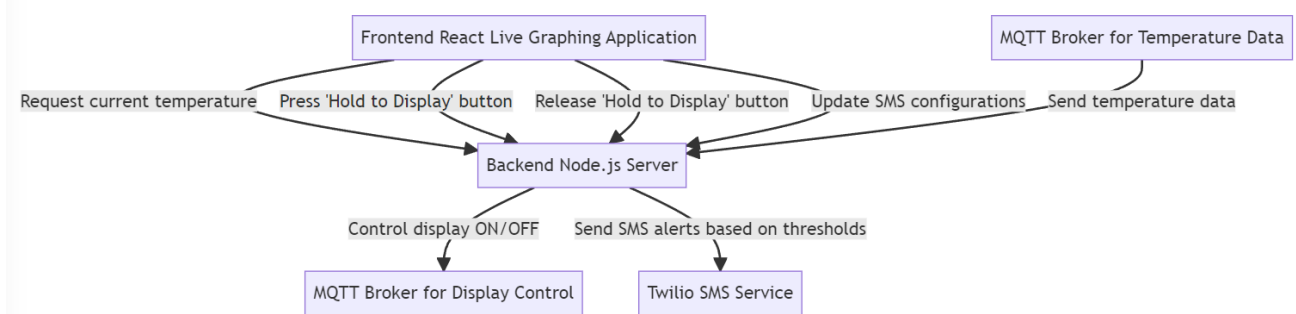 Frontend React Live Graphing Application
MQTT Broker for Temperature Data
Request current temperature
Press 'Hold to Display' button
Release 'Hold to Display' button
Update SMS configurations
Send temperature data
Backend Node.js Server
Control display ON/OFF
Send SMS alerts based on thresholds
MQTT Broker for Display Control
Twilio SMS Service